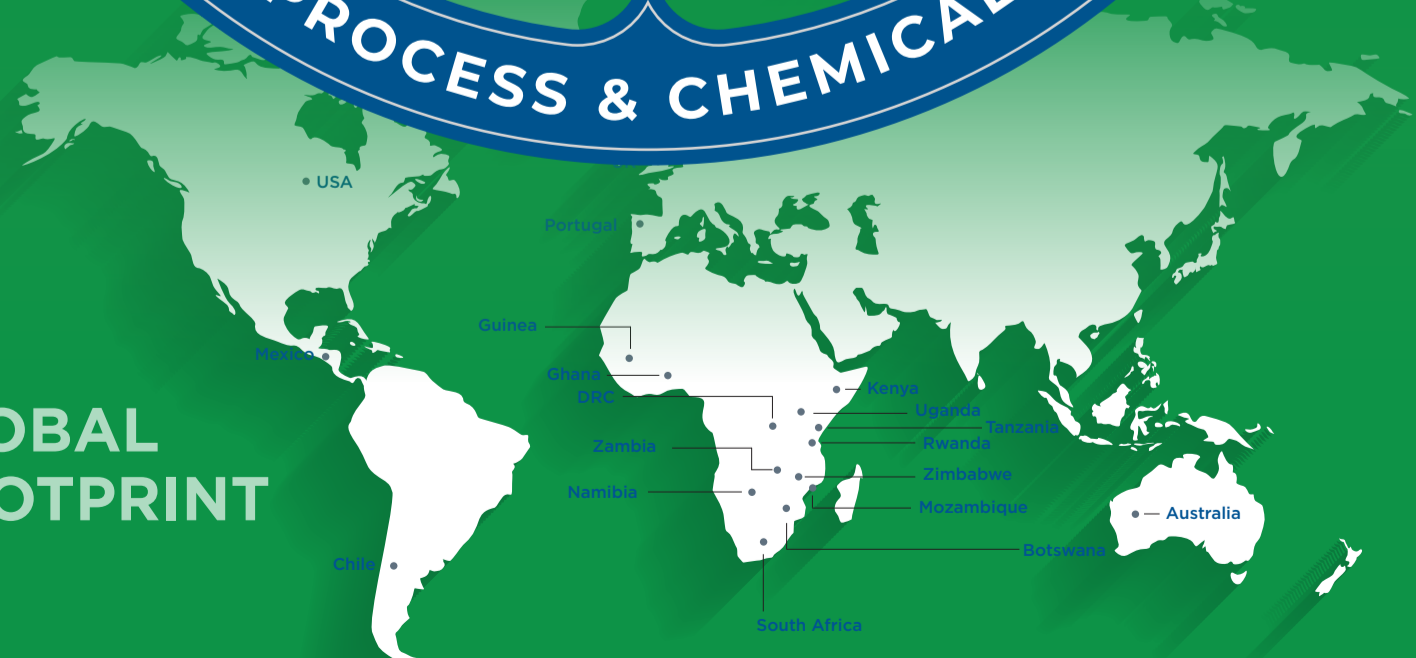 PROCESS & CHEMICAL
USA
Portugal
Guinea
Mexico
Ghana
Kenya
DRC
Uganda
Tanzania
OBAL
Rwanda
Zambia
Zimbabwe
OTPRINT
Namibia
Mozambique
Australia
Botswana
Chile
South Africa